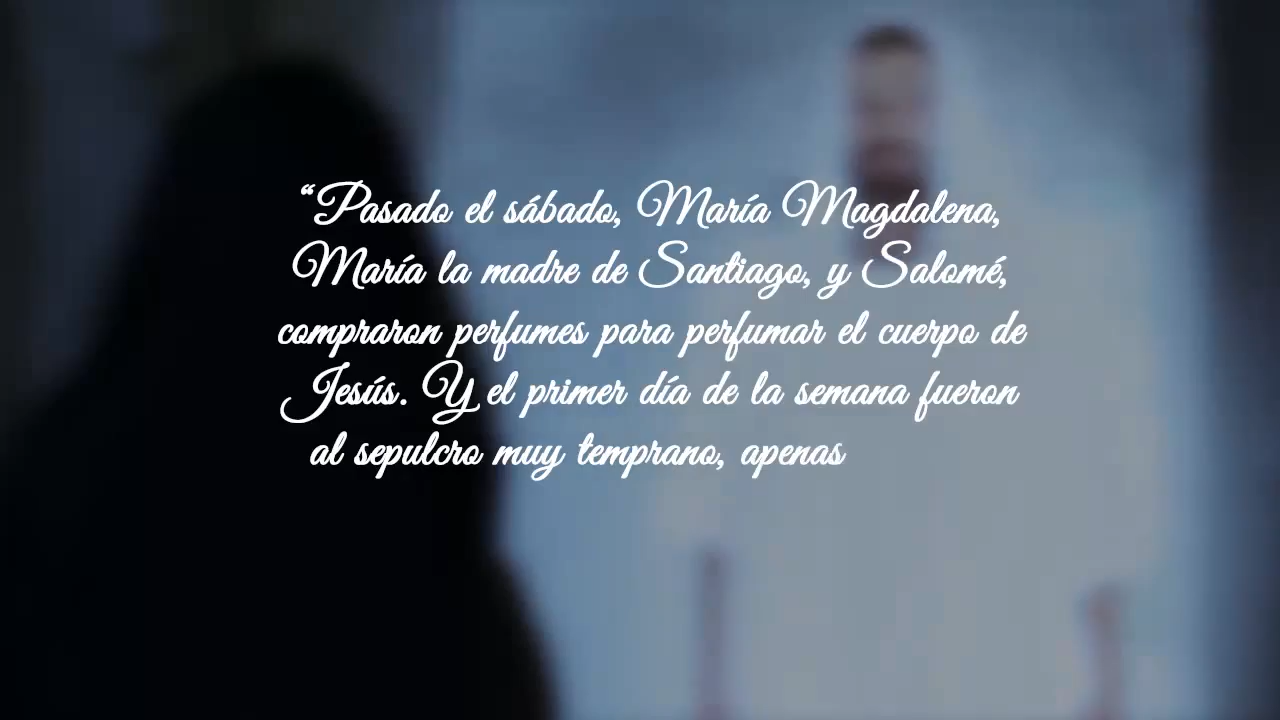 “Pasado el sábado, María Magdalena,
María la madre de Santiago, y Salomé,
compraron perfumes para perfumar el cuerpo de
Jesús. Y el primer día de la semana fueron
al sepulcro muy temprano, apenas